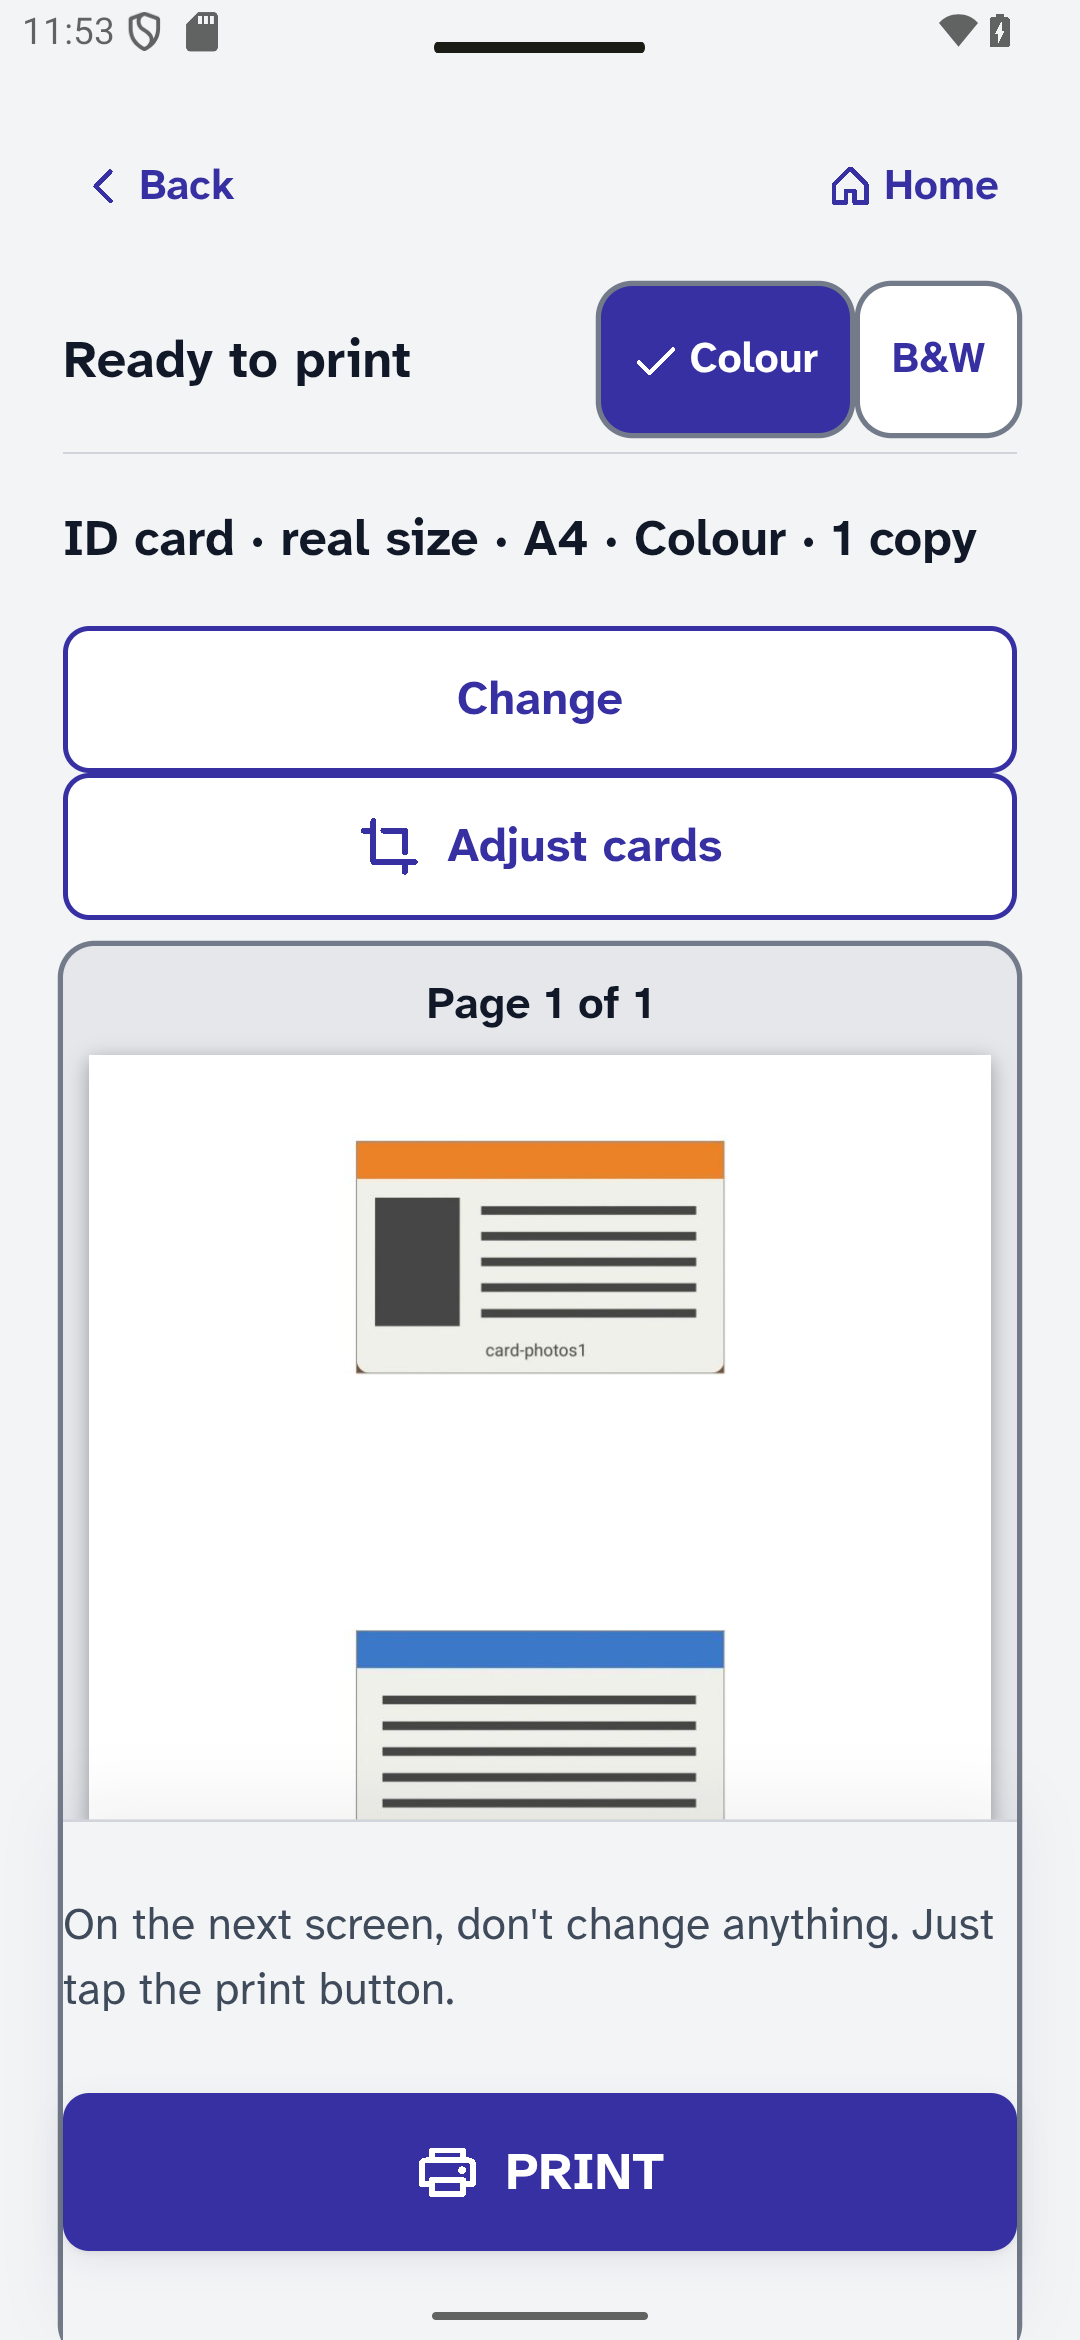 11:53
Back
Home
Ready to print
Colour
B&W
ID card · real size · A4 · Colour · 1 copy
Change
Adjust cards
Page 1 of 1
card-photos1
On the next screen, don't change anything. Just
tap the print button.
PRINT